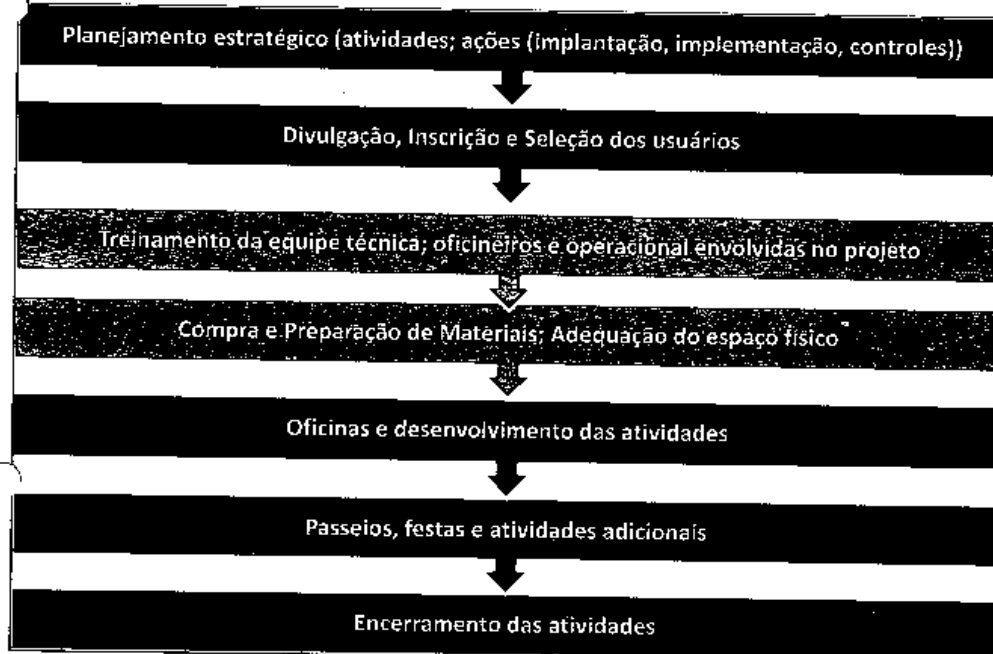 Planejamento estratégico (atividades; ações (implantação, implementação, controles))
Divulgação, Inscrição e Seleção dos usuários
Treinamento da equipe técnica; oficineiros e operacional envolvidas no projeto
Compra e Preparação de Materiais; Adequação do espaço físico
Oficinas e desenvolvimento das atividades
Passeios, festas e atividades adicionais
Encerramento das atividades